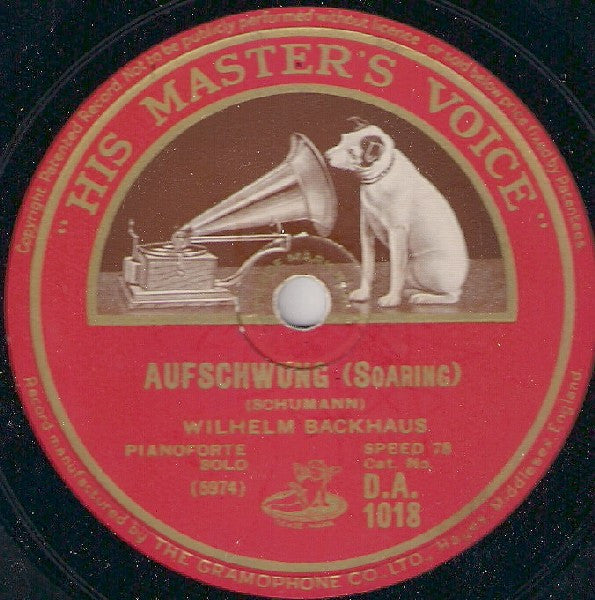 Copyright. Patented Record. Not to be publicly performed without licence or sold below price fixed by Patentees.
"HIS MASTER'S VOICE"
AUFSCHWUNG (SOARING)
(SCHUMANN)
WILHELM BACKHAUS
PIANOFORTE SOLO
SPEED 78
(5974)
Cat. No.
D.A. 1018
TRADE MARK
Record manufactured by THE GRAMOPHONE CO. LTD., Hayes, Middlesex, England.